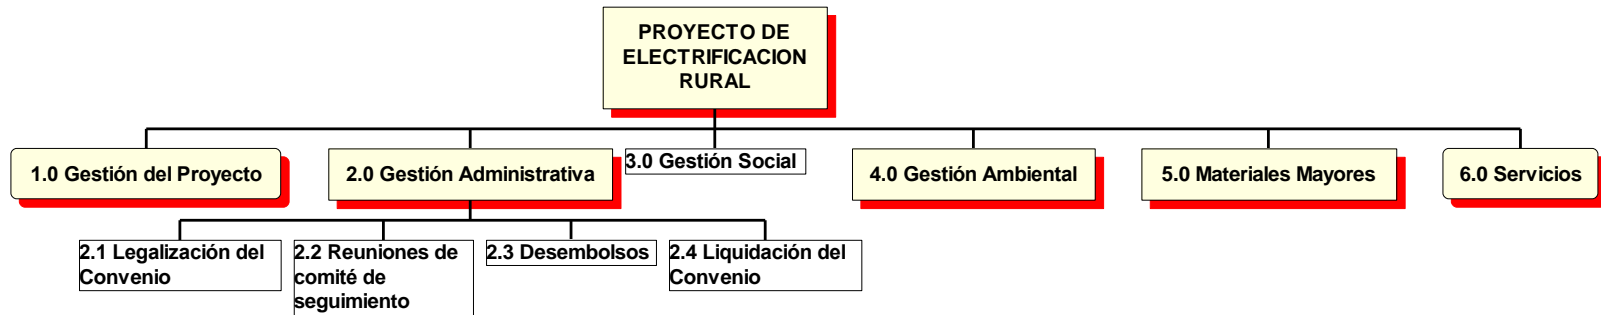 PROYECTO DE
ELECTRIFICACION
RURAL
1.0 Gestión del Proyecto
2.0 Gestión Administrativa
3.0 Gestión Social
4.0 Gestión Ambiental
5.0 Materiales Mayores
6.0 Servicios
2.1 Legalización del
Convenio
2.2 Reuniones de
comité de
seguimiento
2.3 Desembolsos
2.4 Liquidación del
Convenio